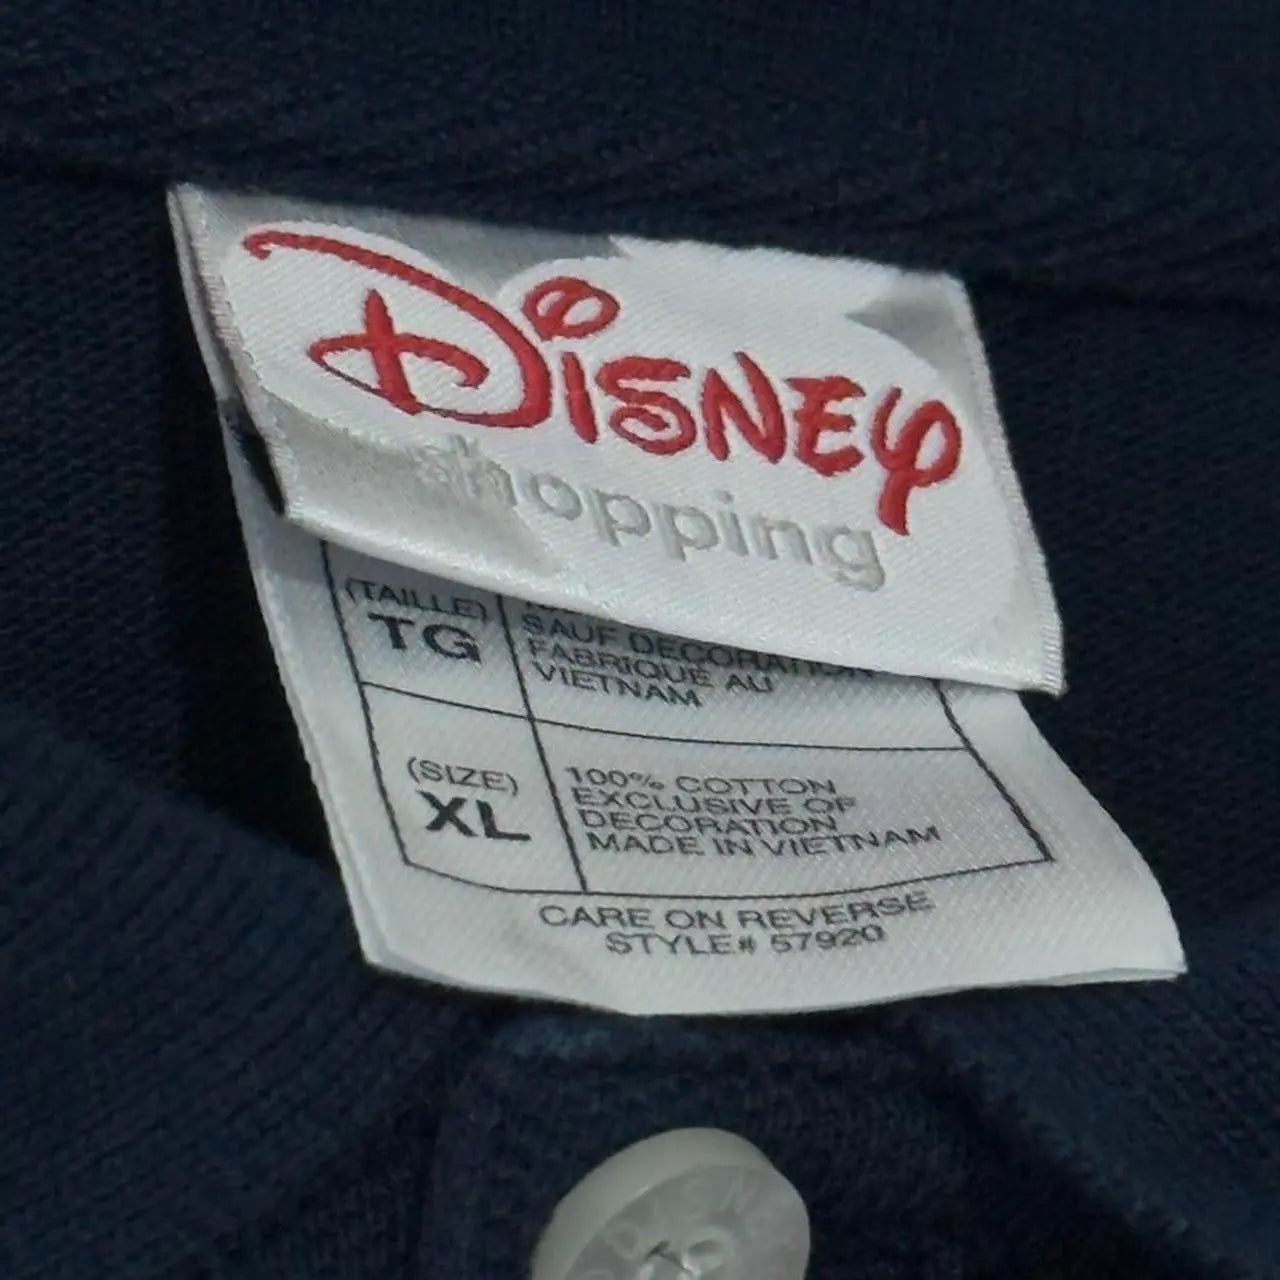 Disney
shopping
(TAILLE)
TG
SAUF DECORATION
FABRIQUE AU
VIETNAM
(SIZE)
XL
100% COTTON
EXCLUSIVE OF
DECORATION
MADE IN VIETNAM
CARE ON REVERSE
STYLE# 57920